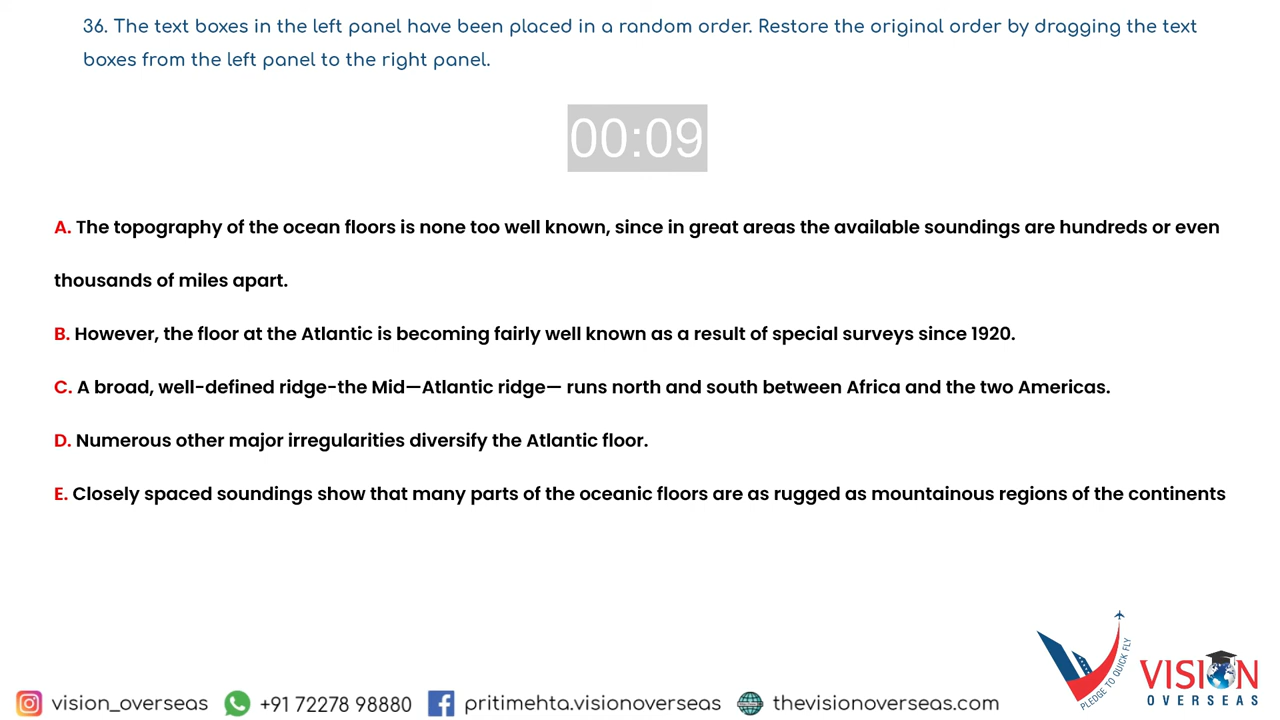 36. The text boxes in the left panel have been placed in a random order. Restore the original order by dragging the text
boxes from the left panel to the right panel.
00:09
A. The topography of the ocean floors is none too well known, since in great areas the available soundings are hundreds or even
thousands of miles apart.
B. However, the floor at the Atlantic is becoming fairly well known as a result of special surveys since 1920.
C. A broad, well-defined ridge-the Mid—Atlantic ridge— runs north and south between Africa and the two Americas.
D. Numerous other major irregularities diversify the Atlantic floor.
E. Closely spaced soundings show that many parts of the oceanic floors are as rugged as mountainous regions of the continents
PLEDGE TO QUICK FLY
VISION
OVERSEAS
vision_overseas +91 72278 98880 pritimehta.visionoverseas thevisionoverseas.com